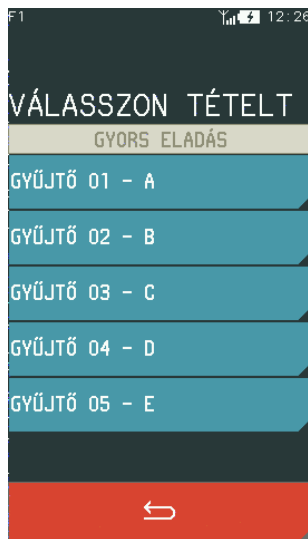 F1 12:26
VÁLASSZON TÉTELT
GYORS ELADÁS
GYŰJTŐ 01 - A
GYŰJTŐ 02 - B
GYŰJTŐ 03 - C
GYŰJTŐ 04 - D
GYŰJTŐ 05 - E